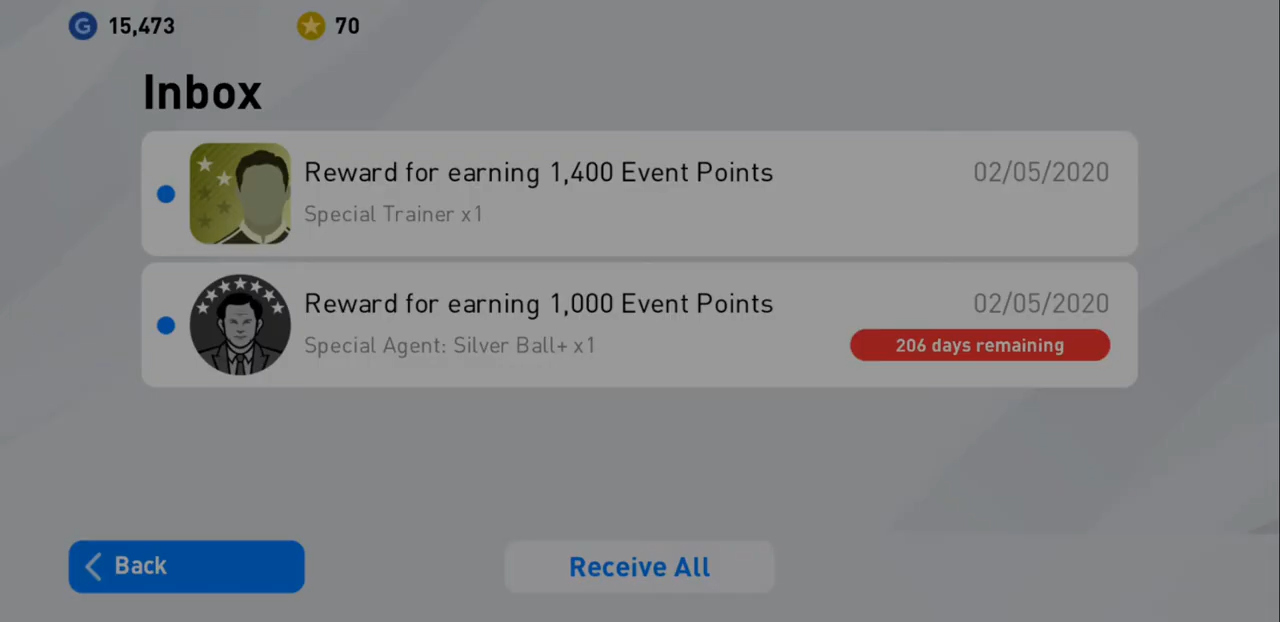 15,473
70
Inbox
Reward for earning 1,400 Event Points
02/05/2020
Special Trainer x1
Reward for earning 1,000 Event Points
02/05/2020
Special Agent: Silver Ball+ x1
206 days remaining
Back
Receive All